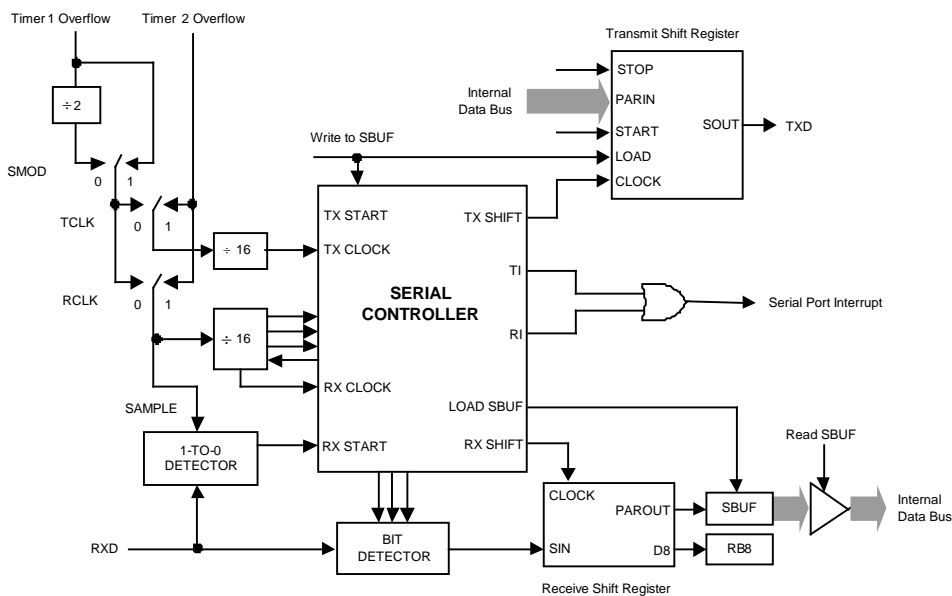 Timer 1 Overflow
Timer 2 Overflow
÷2
SMOD
0 1
TCLK
0 1
÷ 16
RCLK
0 1
÷ 16
SAMPLE
1-TO-0
DETECTOR
RXD
Write to SBUF
TX START
TX CLOCK
SERIAL
CONTROLLER
RX CLOCK
RX START
TX SHIFT
TI
RI
LOAD SBUF
RX SHIFT
BIT
DETECTOR
Transmit Shift Register
Internal
Data Bus
STOP
PARIN
START
LOAD
CLOCK
SOUT
TXD
Serial Port Interrupt
CLOCK
PAROUT
SIN
D8
Receive Shift Register
SBUF
RB8
Read SBUF
Internal
Data Bus